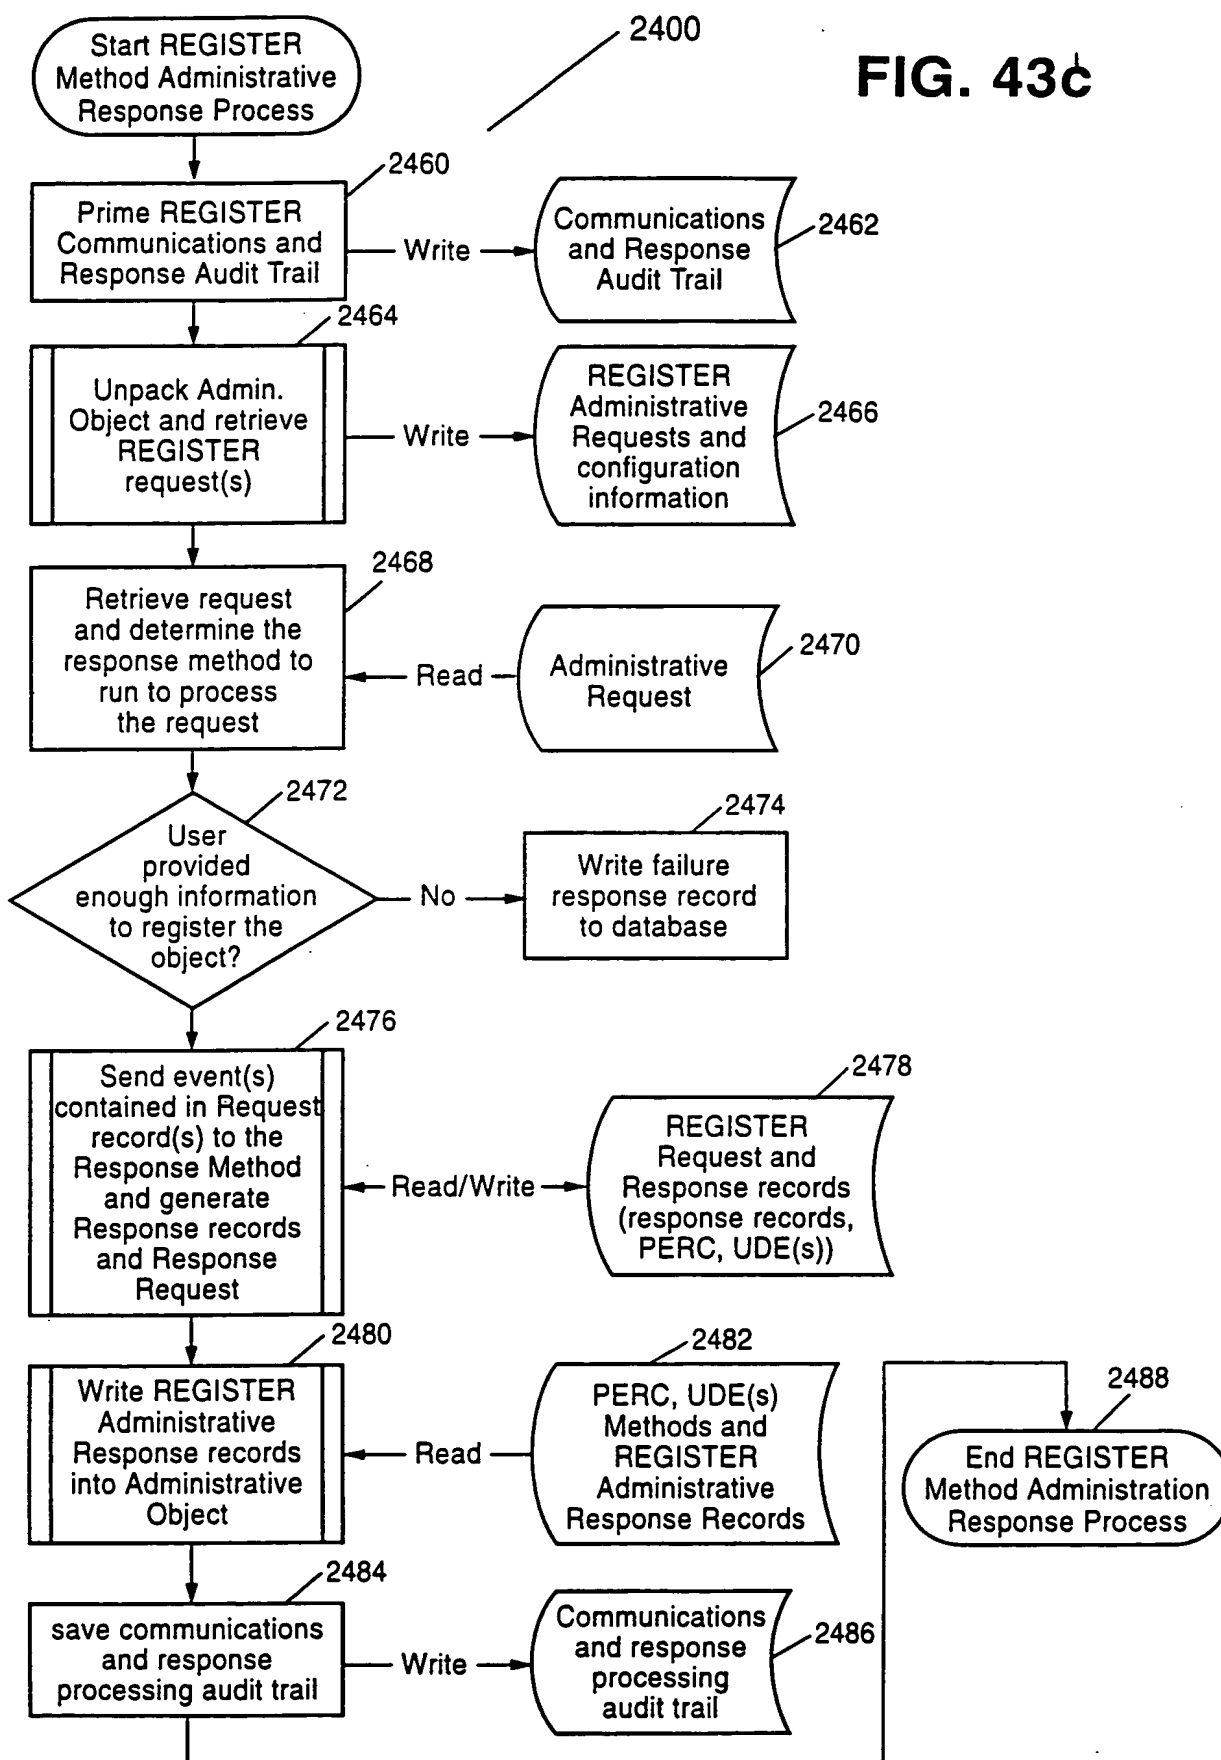 2400
FIG. 43c
Start REGISTER
Method Administrative
Response Process
2460
Prime REGISTER
Communications and
Response Audit Trail
Write
Communications
and Response
Audit Trail
2462
2464
Unpack Admin.
Object and retrieve
REGISTER
request(s)
Write
REGISTER
Administrative
Requests and
configuration
information
2466
2468
Retrieve request
and determine the
response method to
run to process
the request
Read
Administrative
Request
2470
2472
User
provided
enough information
to register the
object?
No
2474
Write failure
response record
to database
2476
Send event(s)
contained in Request
record(s) to the
Response Method
and generate
Response records
and Response
Request
Read/Write
2478
REGISTER
Request and
Response records
(response records,
PERC, UDE(s))
2480
Write REGISTER
Administrative
Response records
into Administrative
Object
Read
2482
PERC, UDE(s)
Methods and
REGISTER
Administrative
Response Records
2484
save communications
and response
processing audit trail
Write
Communications
and response
processing
audit trail
2486
2488
End REGISTER
Method Administration
Response Process